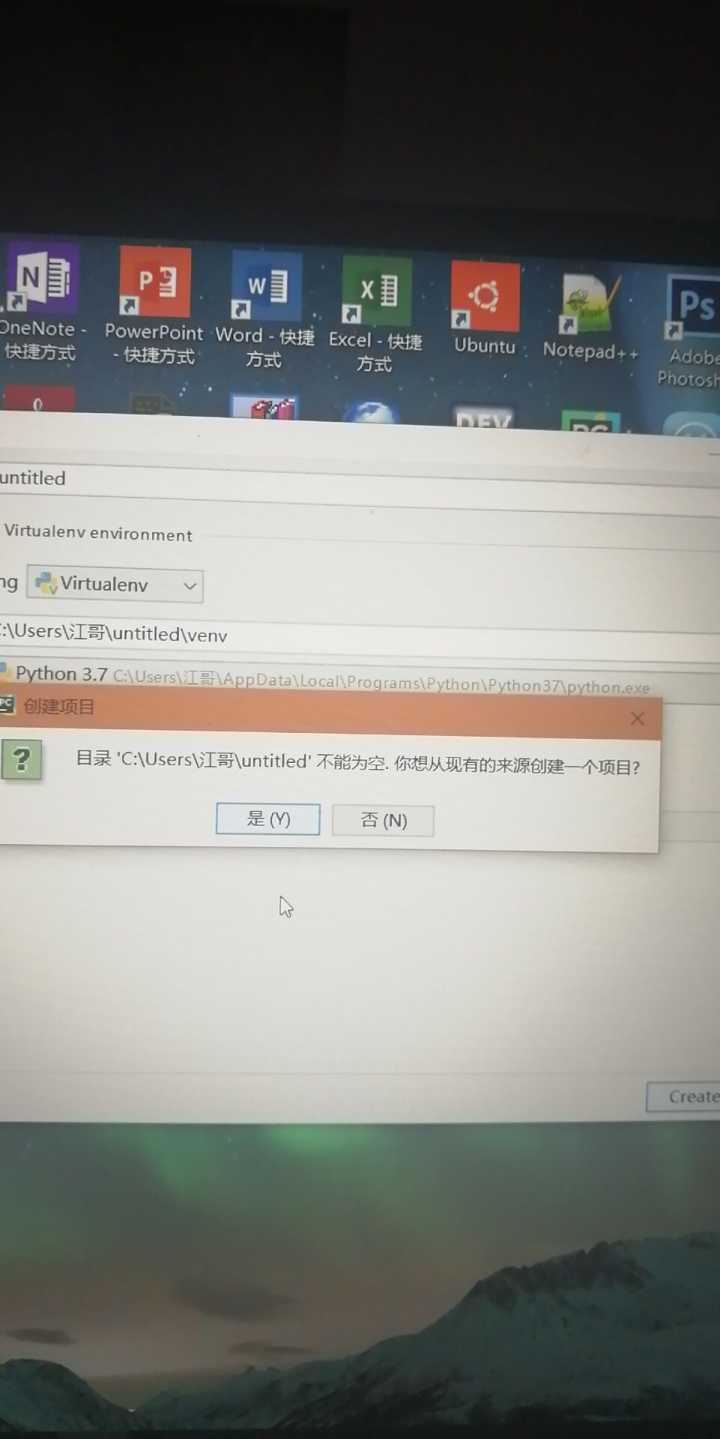 OneNote -
快捷方式
PowerPoint
- 快捷方式
Word - 快捷
方式
Excel - 快捷
方式
Ubuntu
Notepad++
Ps
Adobe
Photosh
DEV
PC
untitled
Virtualenv environment
ng
Virtualenv
C:\Users\江哥\untitled\venv
Python 3.7 C:\Users\江哥\AppData\Local\Programs\Python\Python37\python.exe
PC
创建项目
目录 'C:\Users\江哥\untitled' 不能为空. 你想从现有的来源创建一个项目?
是 (Y)
否 (N)
Create